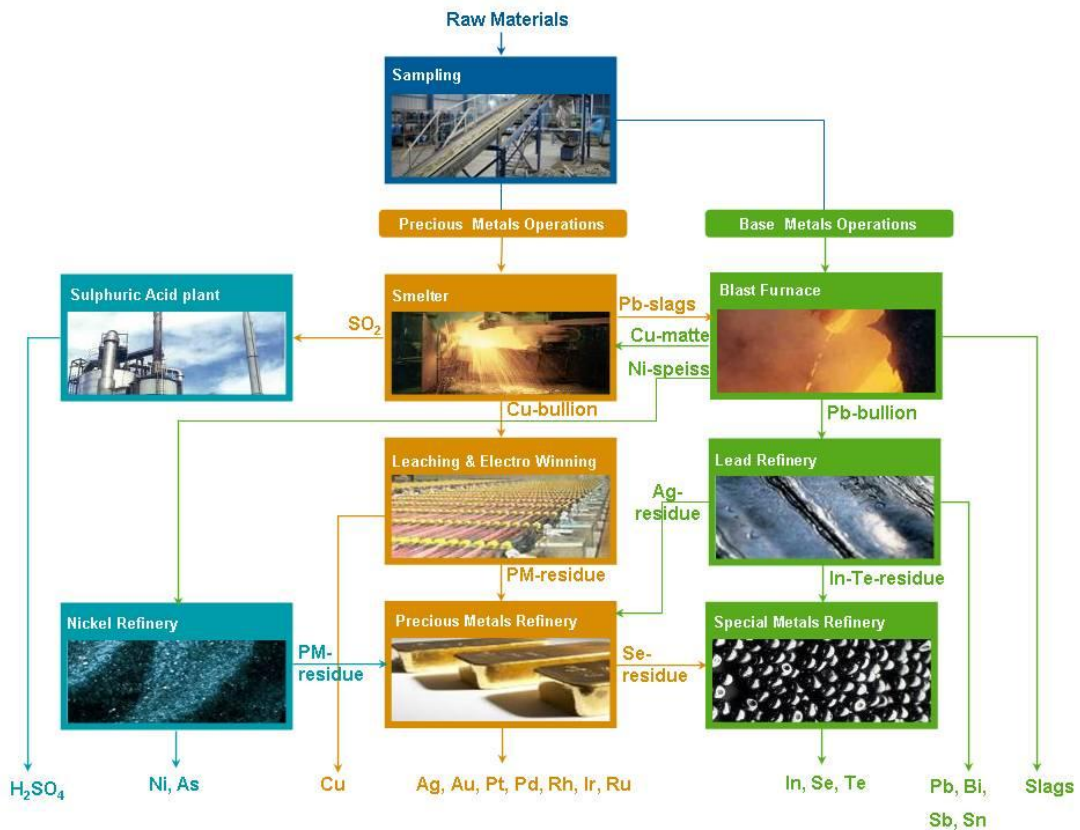 Raw Materials
Sampling
Precious Metals Operations
Base Metals Operations
Sulphuric Acid plant
Smelter
Blast Furnace
SO₂
Pb-slags
Cu-matte
Ni-speiss
Cu-bullion
Pb-bullion
Leaching & Electro Winning
Lead Refinery
Ag-
residue
PM-residue
In-Te-residue
Nickel Refinery
Precious Metals Refinery
Special Metals Refinery
PM-
residue
Se-
residue
H₂SO₄
Ni, As
Cu
Ag, Au, Pt, Pd, Rh, Ir, Ru
In, Se, Te
Pb, Bi,
Sb, Sn
Slags